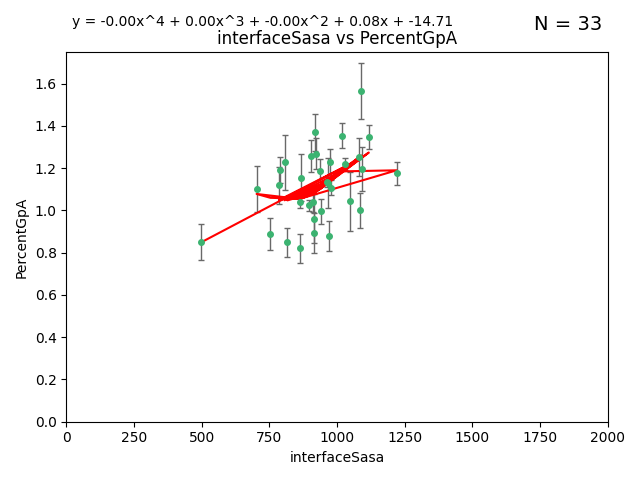 y = -0.00x^4 + 0.00x^3 + -0.00x^2 + 0.08x + -14.71
N = 33
interfaceSasa vs PercentGpA
1.6
1.4
1.2
1.0
0.8
0.6
0.4
0.2
0.0
PercentGpA
0 250 500 750 1000 1250 1500 1750 2000
interfaceSasa